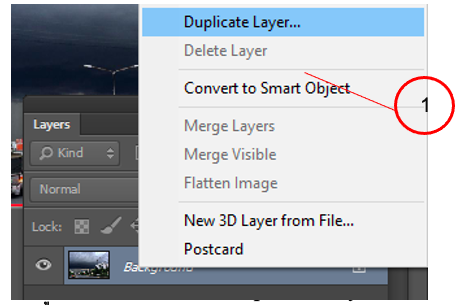 Duplicate Layer...
Delete Layer
Convert to Smart Object
1
Layers
Kind
Merge Layers
Merge Visible
Normal
Flatten Image
Lock:
New 3D Layer from File...
Postcard
Background